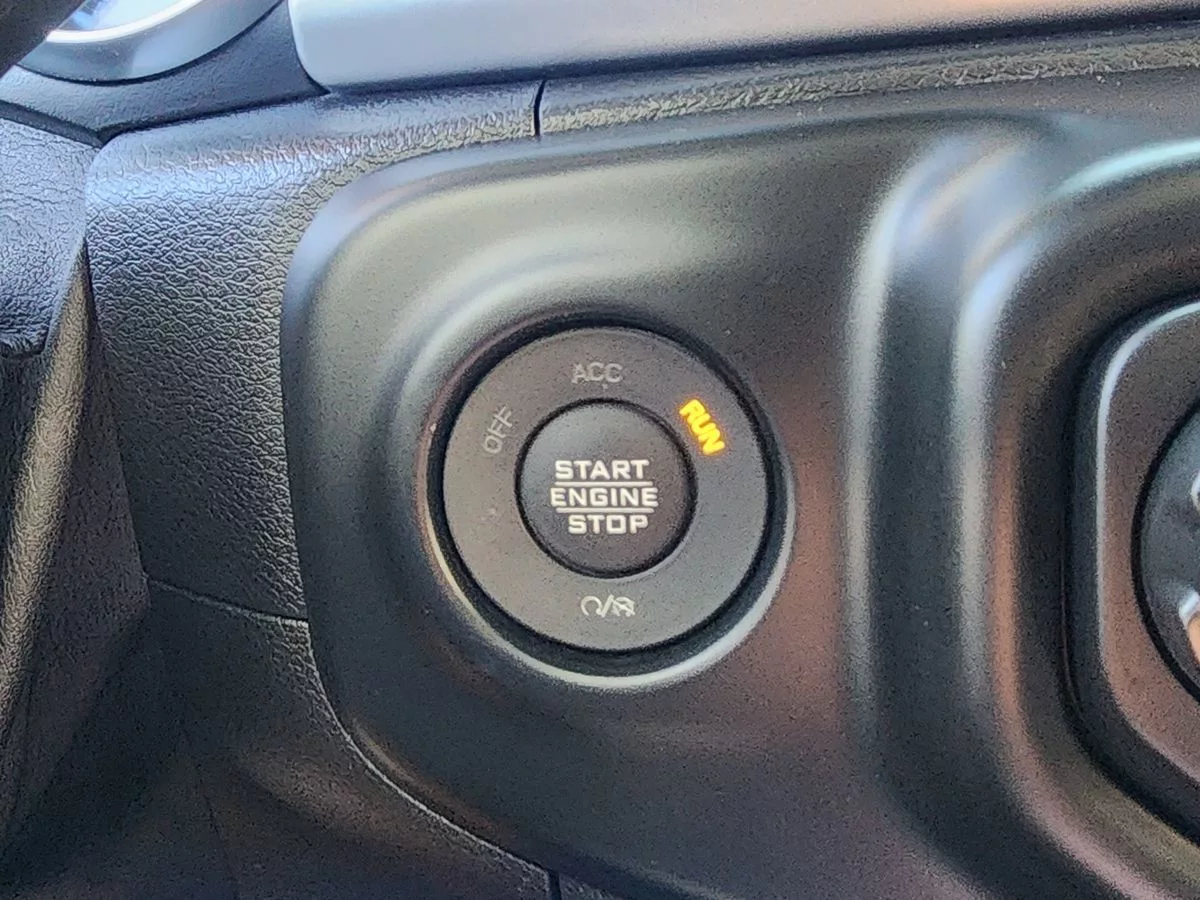 ACC
OFF
RUN
START
ENGINE
STOP